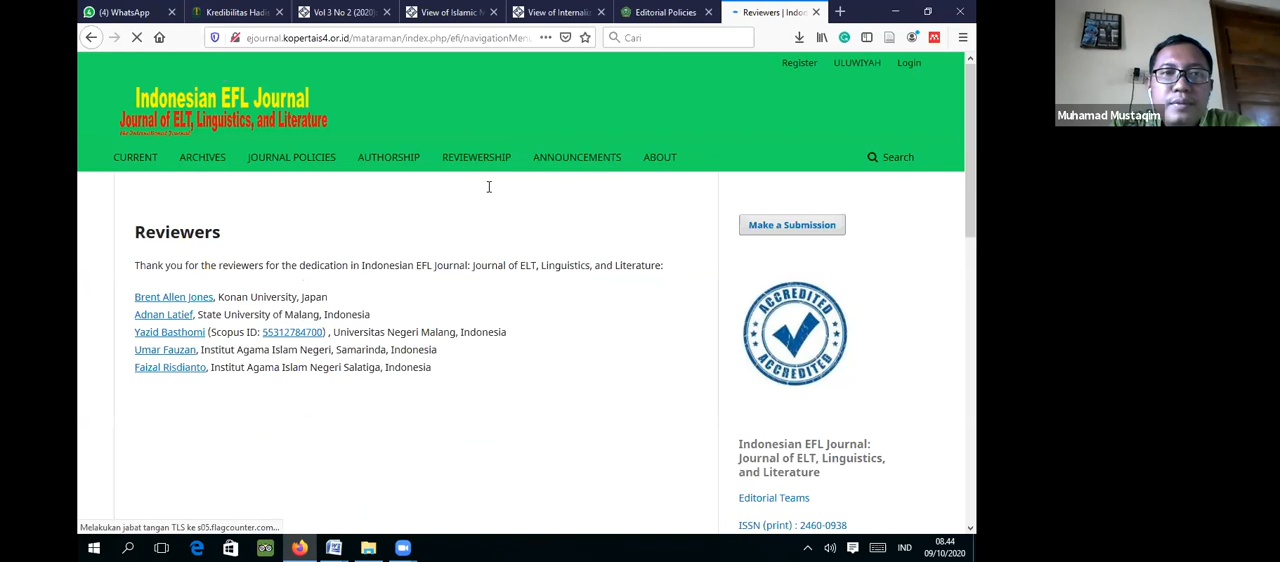 (4) WhatsApp
Kredibilitas Hadi
Vol 3 No 2 (2020):
View of Islamic M
View of Internalis
Editorial Policies
Reviewers | Indo
ejournal.kopertais4.or.id/mataraman/index.php/efi/navigationMenu
Cari
Register
ULUWIYAH
Login
Indonesian EFL Journal
Journal of ELT, Linguistics, and Literature
CURRENT
ARCHIVES
JOURNAL POLICIES
AUTHORSHIP
REVIEWERSHIP
ANNOUNCEMENTS
ABOUT
Search
Reviewers
Thank you for the reviewers for the dedication in Indonesian EFL Journal: Journal of ELT, Linguistics, and Literature:
Brent Allen Jones, Konan University, Japan
Adnan Latief, State University of Malang, Indonesia
Yazid Basthomi (Scopus ID: 55312784700) , Universitas Negeri Malang, Indonesia
Umar Fauzan, Institut Agama Islam Negeri, Samarinda, Indonesia
Faizal Risdianto, Institut Agama Islam Negeri Salatiga, Indonesia
Make a Submission
ACCREDITED
ACCREDITED
Indonesian EFL Journal:
Journal of ELT, Linguistics,
and Literature
Editorial Teams
ISSN (print) : 2460-0938
Melakukan jabat tangan TLS ke s05.flagcounter.com...
IND
08.44
09/10/2020
Muhamad Mustaqim